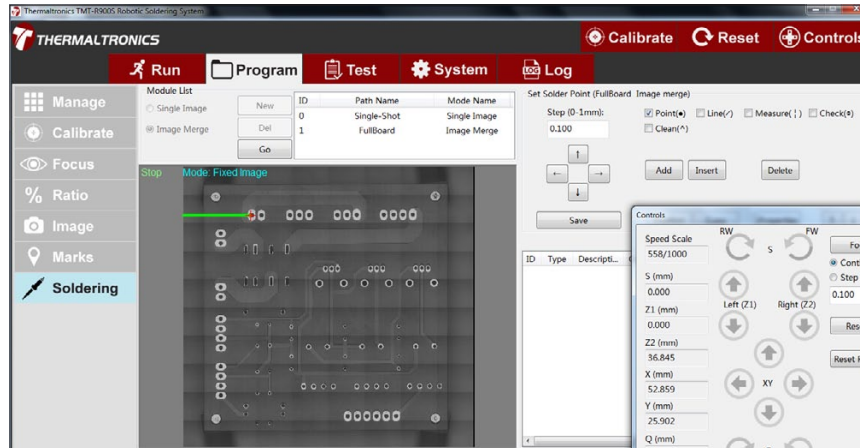 Thermaltronics TMT-R9000S Robotic Soldering System
THERMALTRONICS
Calibrate Reset Controls
Run Program Test System Log
Manage
Calibrate
Focus
Ratio
Image
Marks
Soldering
Module List
Single Image
Image Merge
New
Del
Go
ID Path Name Mode Name
0 Single-Shot Single Image
1 FullBoard Image Merge
Stop Mode: Fixed Image
Set Solder Point (FullBoard Image merge)
Step (0-1mm):
0.100
Point(●) Line(✓) Measure(¦) Check(¤)
Clean(^)
Add Insert Delete
Save
ID Type Descripti...
Controls
RW FW
Speed Scale
558/1000
S
S (mm)
0.000
Left (Z1) Right (Z2)
Z1 (mm)
0.000
Z2 (mm)
36.845
X (mm)
52.859
XY
Y (mm)
25.902
Q (mm)
Step
0.100